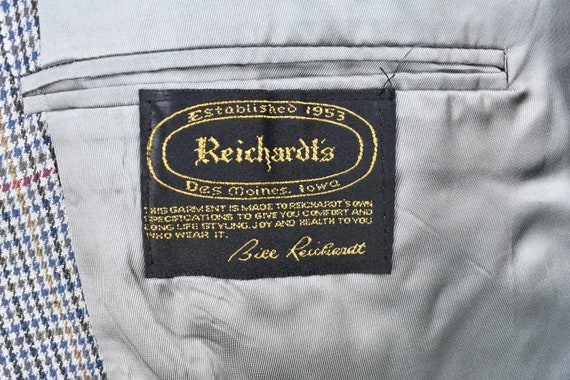 Established 1953
Reichardt's
Des Moines, Iowa
THIS GARMENT IS MADE TO REICHARDT'S OWN
SPECIFICATIONS TO GIVE YOU COMFORT AND
LONG LIFE STYLING. JOY AND HEALTH TO YOU
WHO WEAR IT.
Bill Reichardt